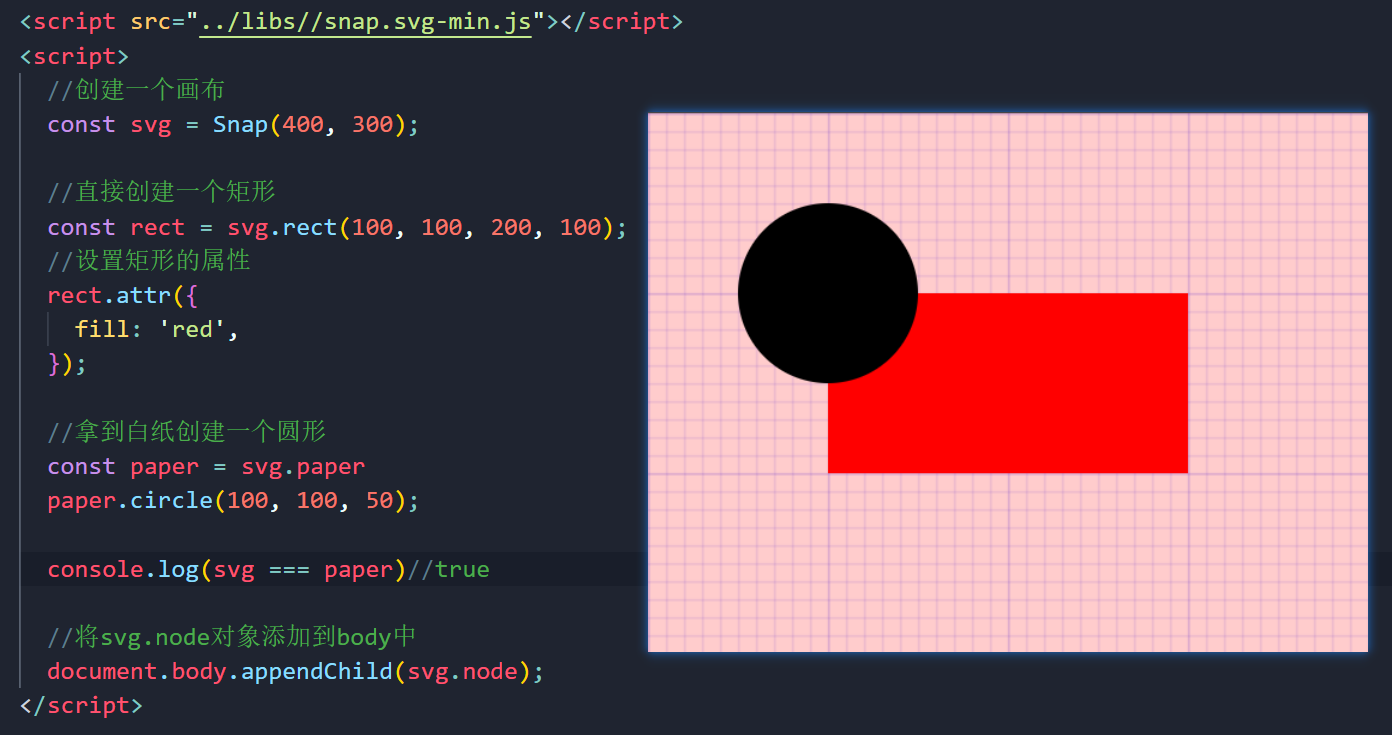 <script src="../libs//snap.svg-min.js"></script>
<script>
//创建一个画布
const svg = Snap(400, 300);
//直接创建一个矩形
const rect = svg.rect(100, 100, 200, 100);
//设置矩形的属性
rect.attr({
fill: 'red',
});
//拿到白纸创建一个圆形
const paper = svg.paper
paper.circle(100, 100, 50);
console.log(svg === paper)//true
//将svg.node对象添加到body中
document.body.appendChild(svg.node);
</script>